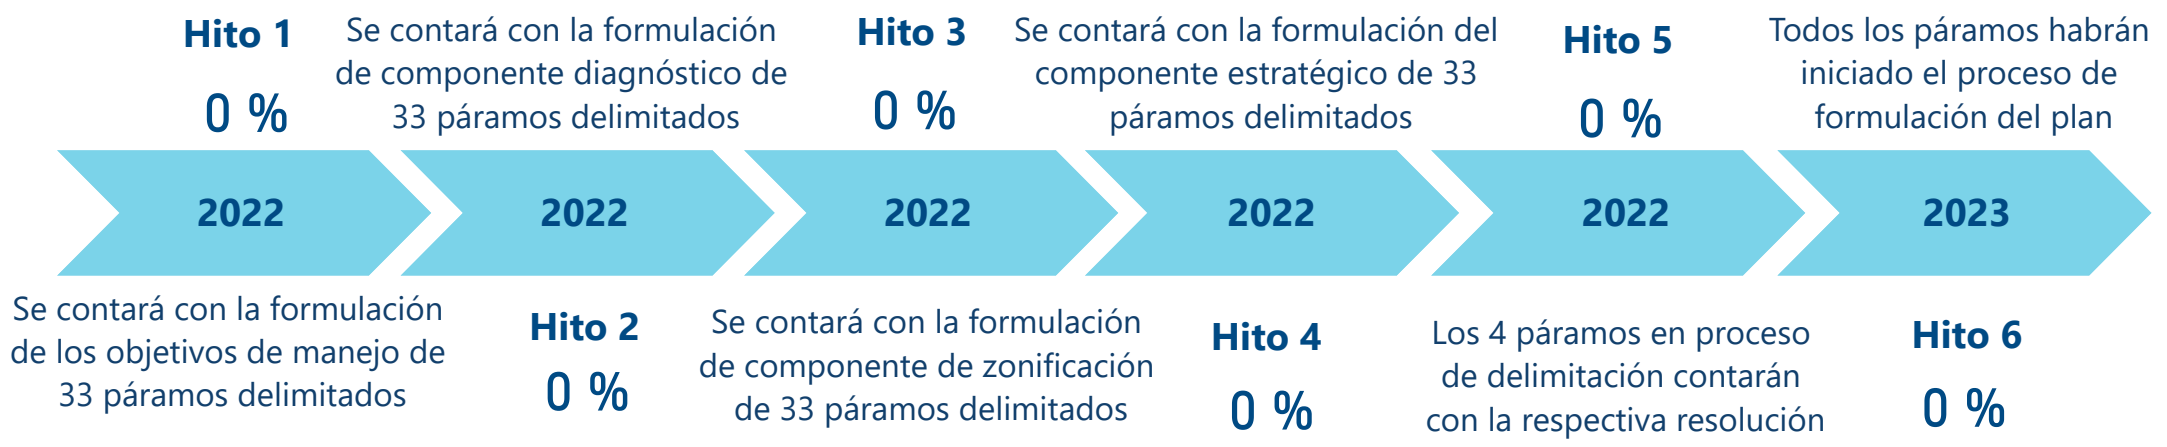 Hito 1
0 %
2022
Se contará con la formulación
de los objetivos de manejo de
33 páramos delimitados
Se contará con la formulación
de componente diagnóstico de
33 páramos delimitados
2022
Hito 2
0 %
Hito 3
0 %
2022
Se contará con la formulación
de componente de zonificación
de 33 páramos delimitados
Se contará con la formulación del
componente estratégico de 33
páramos delimitados
2022
Hito 4
0 %
Hito 5
0 %
2022
Los 4 páramos en proceso
de delimitación contarán
con la respectiva resolución
Todos los páramos habrán
iniciado el proceso de
formulación del plan
2023
Hito 6
0 %